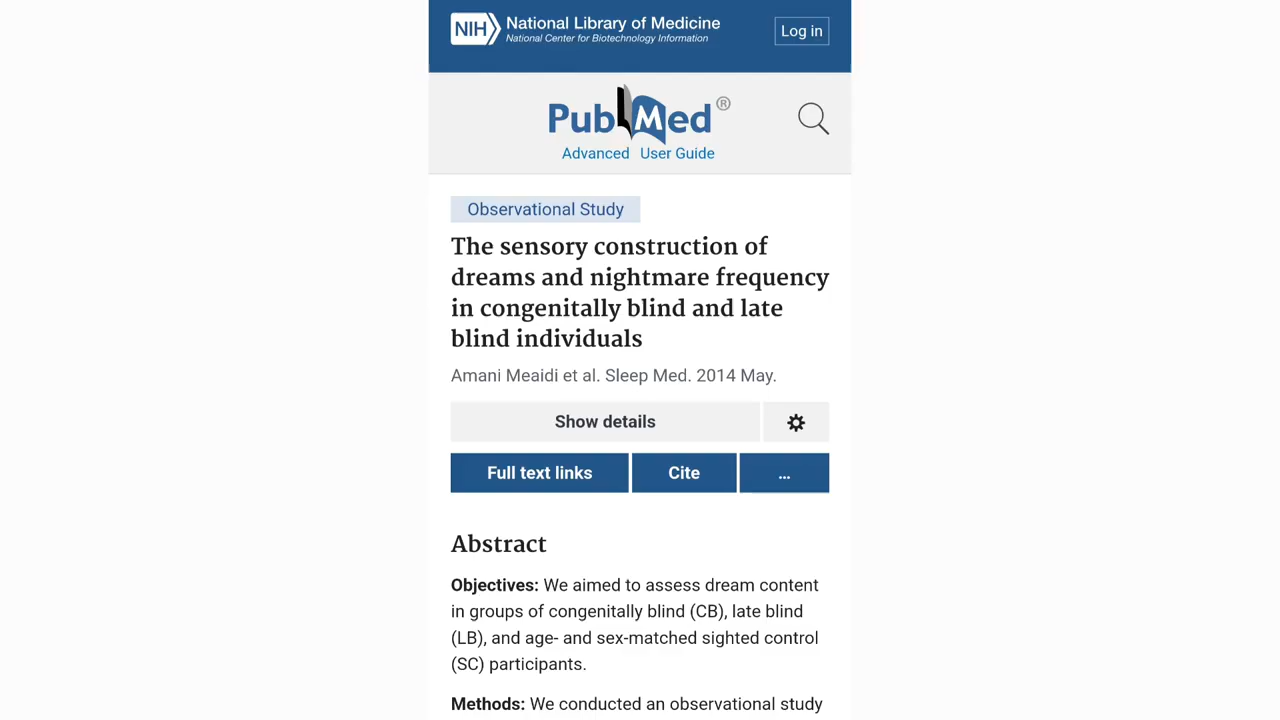 NIH National Library of Medicine
National Center for Biotechnology Information
Log in
PubMed®
Advanced User Guide
Observational Study
The sensory construction of
dreams and nightmare frequency
in congenitally blind and late
blind individuals
Amani Meaidi et al. Sleep Med. 2014 May.
Show details
Full text links Cite ...
Abstract
Objectives: We aimed to assess dream content
in groups of congenitally blind (CB), late blind
(LB), and age- and sex-matched sighted control
(SC) participants.
Methods: We conducted an observational study